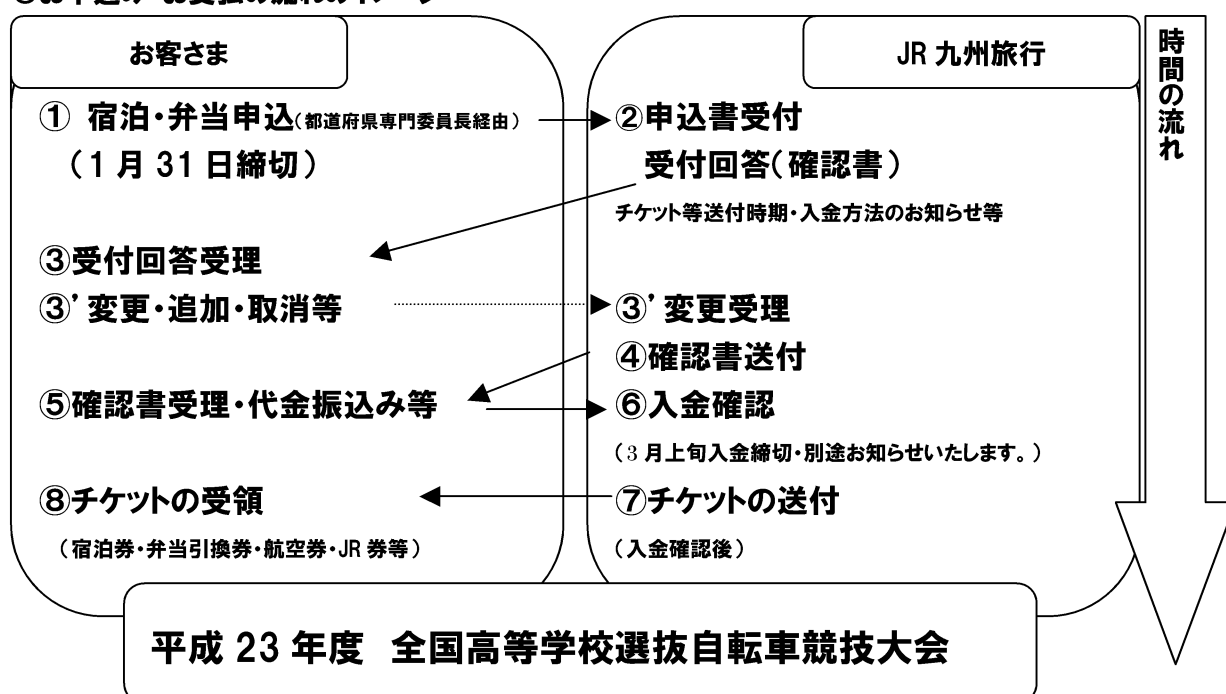 お客さま
JR 九州旅行
時間の流れ
① 宿泊・弁当申込(都道府県専門委員長経由)
(1月 31 日締切)
②申込書受付
受付回答(確認書)
チケット等送付時期・入金方法のお知らせ等
③受付回答受理
③’変更・追加・取消等
③’変更受理
④確認書送付
⑤確認書受理・代金振込み等
⑥入金確認
(3 月上旬入金締切・別途お知らせいたします。)
⑧チケットの受領
(宿泊券・弁当引換券・航空券・JR 券等)
⑦チケットの送付
(入金確認後)
平成 23 年度 全国高等学校選抜自転車競技大会